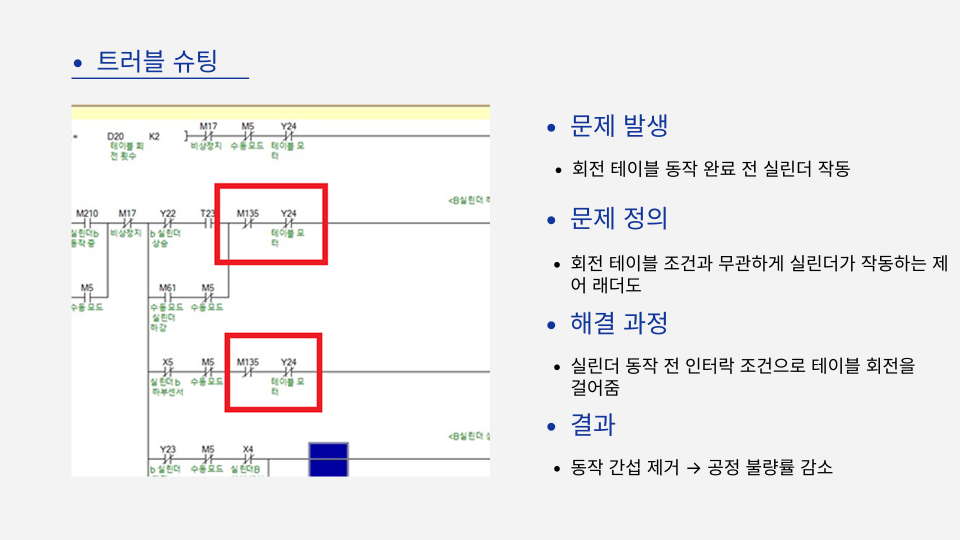 트러블 슈팅
M17 M5 Y24
= D20 K2
테이블 회전 횟수 비상정지 수동모드 테이블 모터
<B실린더 하
M210 M17 Y22 T23 M135 Y24
실린더b 동작중 비상정지 b 실린더 상승 테이블 모터
M5 M61 M5
수동모드 수동모드 실린더 하강 수동모드
X5 M5 M135 Y24
실린더b 하부센서 수동모드 테이블 모터
<B실린더 상
Y23 M5 X4
b 실린더 수동모드 실린더B
문제 발생
회전 테이블 동작 완료 전 실린더 작동
문제 정의
회전 테이블 조건과 무관하게 실린더가 작동하는 제
어 래더도
해결 과정
실린더 동작 전 인터락 조건으로 테이블 회전을
걸어줌
결과
동작 간섭 제거 → 공정 불량률 감소